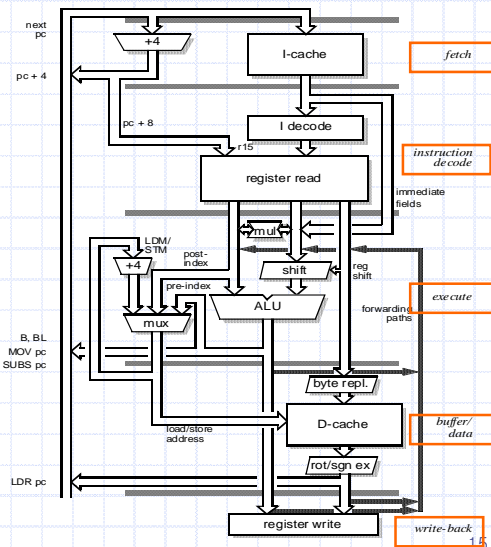 next
pc
+4
I-cache
fetch
pc + 4
pc + 8
I decode
r15
instruction
decode
register read
immediate
fields
mul
LDM/
STM
post-
index
+4
shift
reg
shift
pre-index
execute
ALU
forwarding
paths
mux
B, BL
MOV pc
SUBS pc
byte repl.
load/store
address
D-cache
buffer/
data
rot/sgn ex
LDR pc
register write
write-back
15